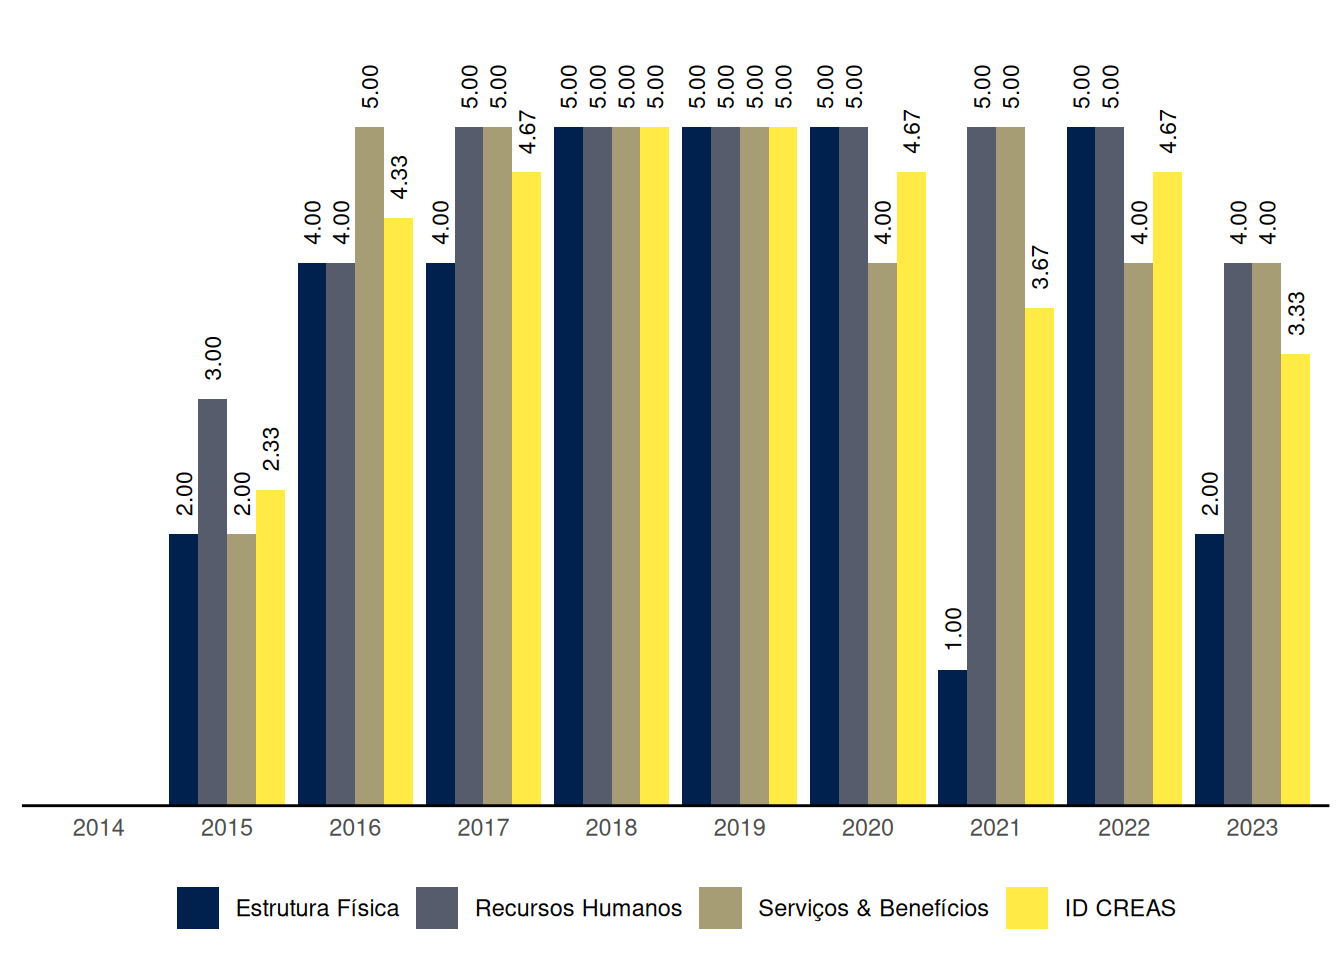 5.00 5.00 5.00 5.00 5.00 5.00 5.00 5.00 5.00 5.00 5.00 5.00 5.00 5.00 5.00 5.00 5.00
4.67 4.67 4.67
4.33
4.00 4.00 4.00 4.00 4.00 4.00 4.00
3.67
3.33
3.00
2.33
2.00 2.00 2.00
1.00
2014 2015 2016 2017 2018 2019 2020 2021 2022 2023
Estrutura Física Recursos Humanos Serviços & Benefícios ID CREAS